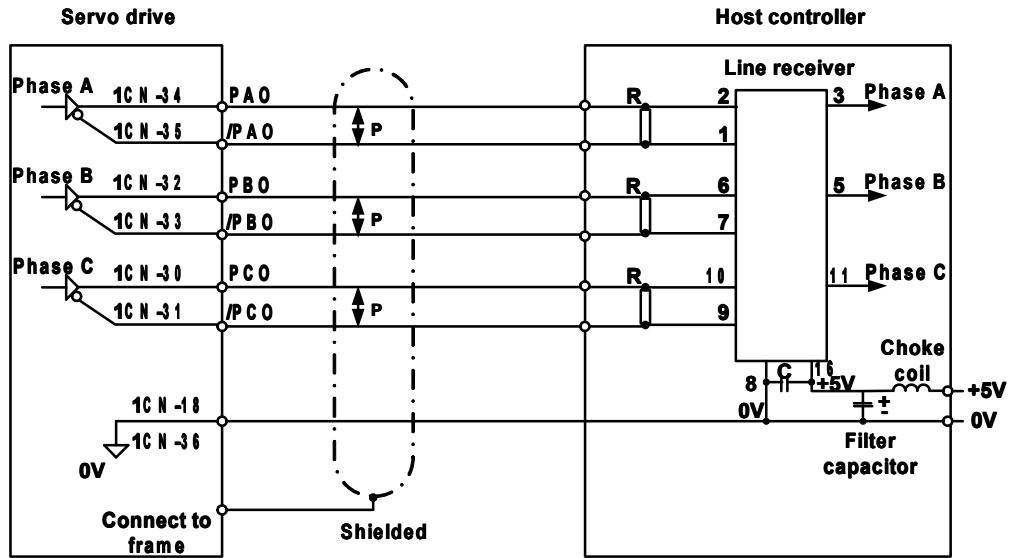 Servo drive
Host controller
Line receiver
Phase A
1CN-34
PAO
R
2
3
Phase A
1CN-35
/PAO
P
1
Phase B
1CN-32
PBO
R
6
5
Phase B
1CN-33
/PBO
P
7
Phase C
1CN-30
PCO
R
10
11
Phase C
1CN-31
/PCO
P
9
Choke
coil
8
C
16
+5V
+5V
1CN-18
0V
+
-
0V
1CN-36
0V
Filter
capacitor
Connect to
frame
Shielded